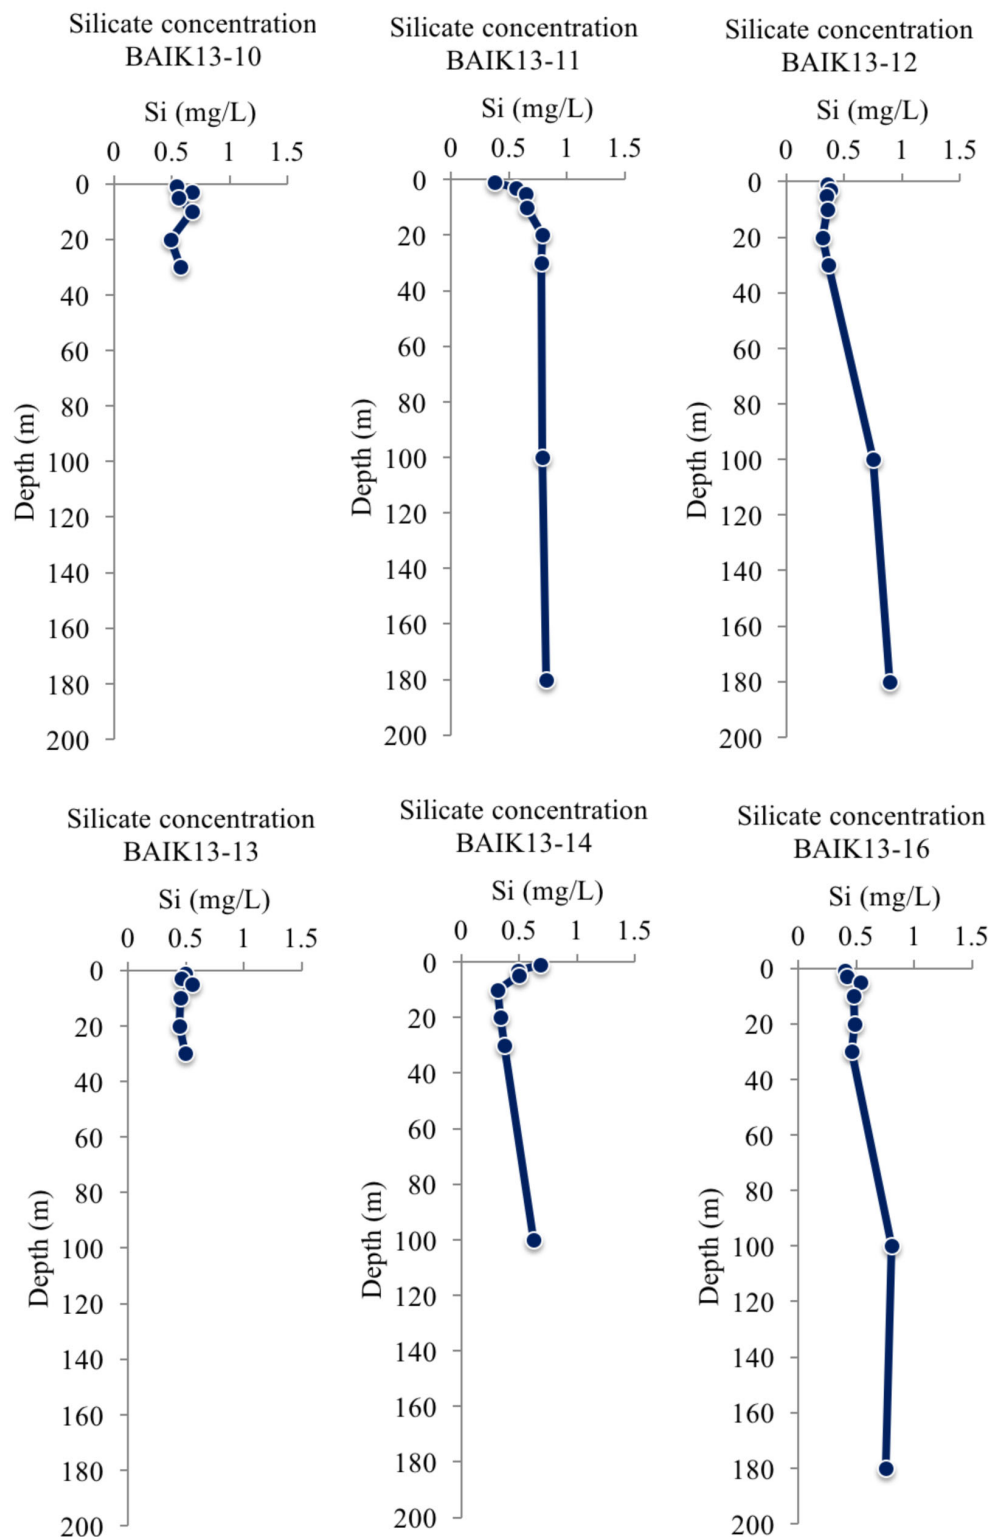 Silicate concentration
BAIK13-10
Si (mg/L)
0 0.5 1 1.5
0
20
40
60
80
100
120
140
160
180
200
Depth (m)
Silicate concentration
BAIK13-11
Si (mg/L)
0 0.5 1 1.5
0
20
40
60
80
100
120
140
160
180
200
Depth (m)
Silicate concentration
BAIK13-12
Si (mg/L)
0 0.5 1 1.5
0
20
40
60
80
100
120
140
160
180
200
Depth (m)
Silicate concentration
BAIK13-13
Si (mg/L)
0 0.5 1 1.5
0
20
40
60
80
100
120
140
160
180
200
Depth (m)
Silicate concentration
BAIK13-14
Si (mg/L)
0 0.5 1 1.5
0
20
40
60
80
100
120
140
160
180
200
Depth (m)
Silicate concentration
BAIK13-16
Si (mg/L)
0 0.5 1 1.5
0
20
40
60
80
100
120
140
160
180
200
Depth (m)